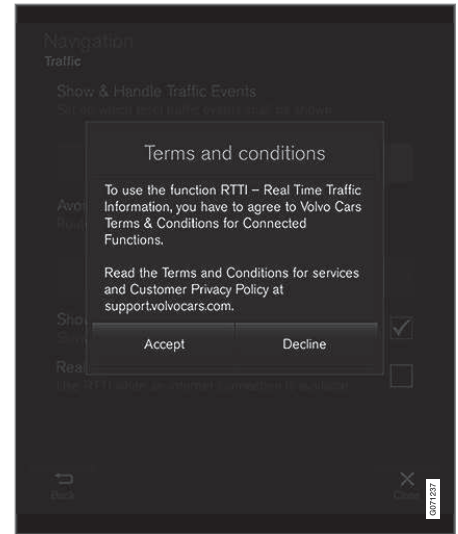 Navigation
Traffic
Show & Handle Traffic Events
Terms and conditions
To use the function RTTI – Real Time Traffic
Information, you have to agree to Volvo Cars
Terms & Conditions for Connected
Functions.
Read the Terms and Conditions for services
and Customer Privacy Policy at
support.volvocars.com.
Accept
Decline
Back
Close
G071237